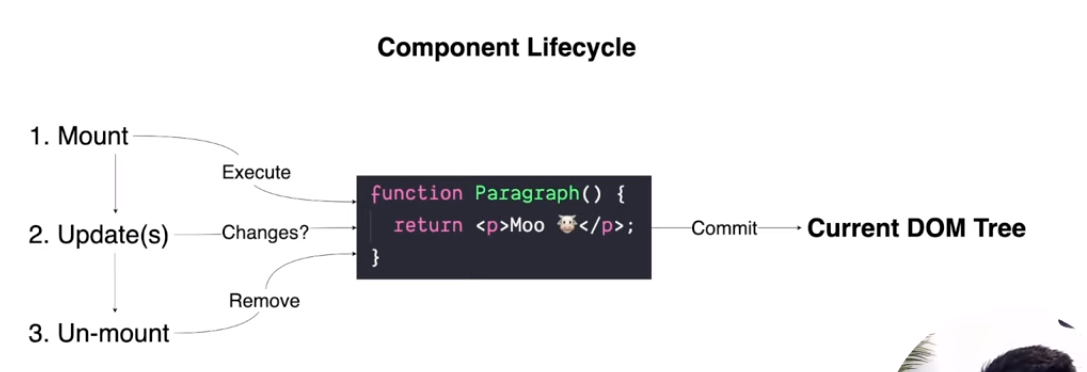 Component Lifecycle
1. Mount
Execute
function Paragraph() {
2. Update(s)
Changes?
return <p>Moo 🐮</p>;
Commit
Current DOM Tree
}
Remove
3. Un-mount